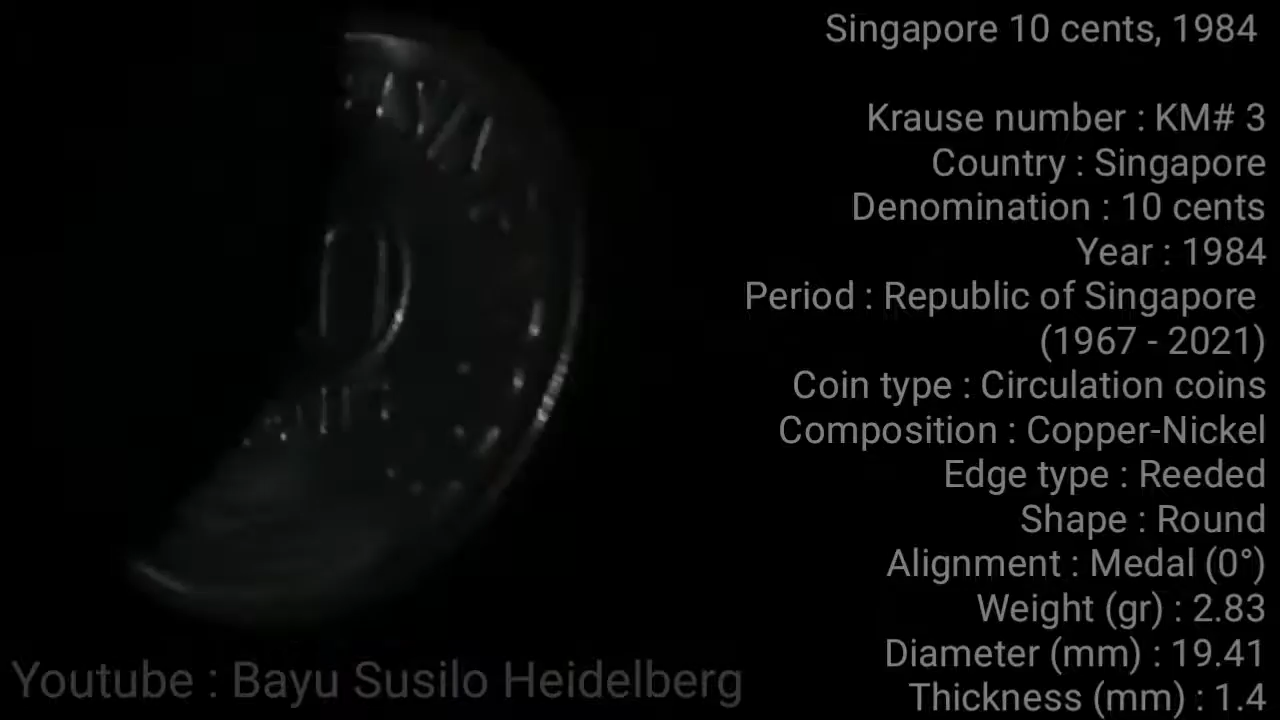 Singapore 10 cents, 1984
Krause number : KM# 3
Country : Singapore
Denomination : 10 cents
Year : 1984
Period : Republic of Singapore
(1967 - 2021)
Coin type : Circulation coins
Composition : Copper-Nickel
Edge type : Reeded
Shape : Round
Alignment : Medal (0°)
Weight (gr) : 2.83
Diameter (mm) : 19.41
Thickness (mm) : 1.4
Youtube : Bayu Susilo Heidelberg